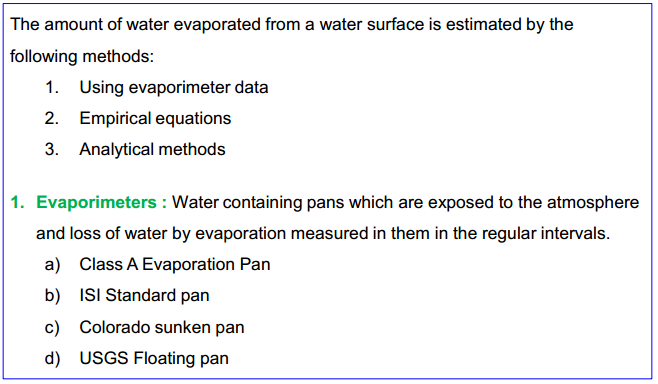 The amount of water evaporated from a water surface is estimated by the
following methods:
1. Using evaporimeter data
2. Empirical equations
3. Analytical methods
1. Evaporimeters : Water containing pans which are exposed to the atmosphere
and loss of water by evaporation measured in them in the regular intervals.
a) Class A Evaporation Pan
b) ISI Standard pan
c) Colorado sunken pan
d) USGS Floating pan